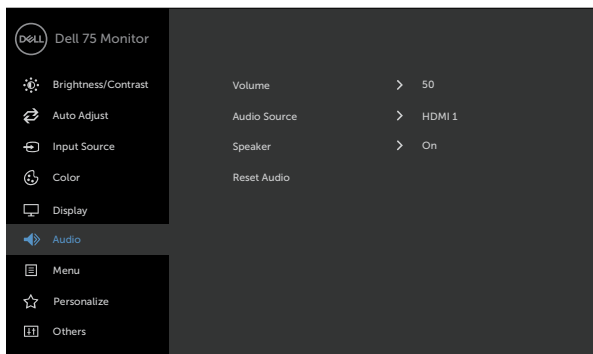 DELL Dell 75 Monitor
Brightness/Contrast
Auto Adjust
Input Source
Color
Display
Audio
Menu
Personalize
Others
Volume 50
Audio Source HDMI 1
Speaker On
Reset Audio